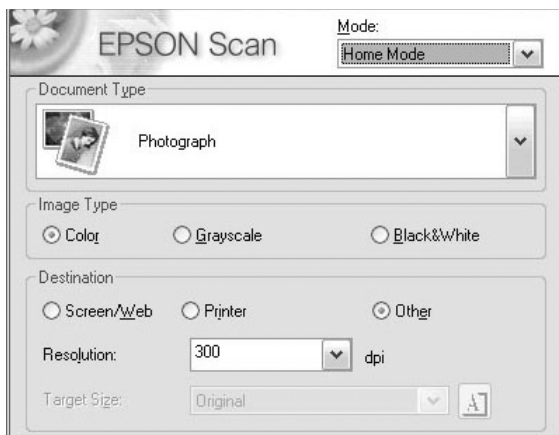 EPSON Scan
Mode:
Home Mode
Document Type
Photograph
Image Type
Color Grayscale Black&White
Destination
Screen/Web Printer Other
Resolution: 300 dpi
Target Size: Original A